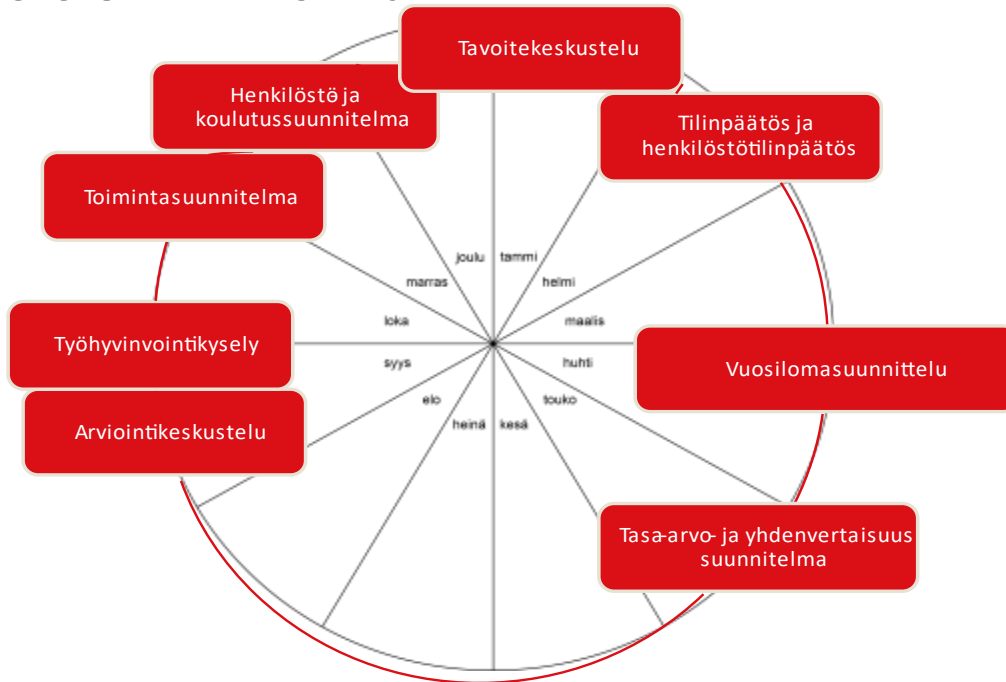 Tavoitekeskustelu
Henkilöstö ja
koulutussuunnitelma
Tilinpäätös ja
henkilöstötilinpäätös
Toimintasuunnitelma
joulu
tammi
marras
helmi
loka
maalis
Työhyvinvointikysely
Vuosilomasuunnittelu
syys
huhti
elo
touko
Arviointikeskustelu
heinä
kesä
Tasa-arvo- ja yhdenvertaisuus
suunnitelma